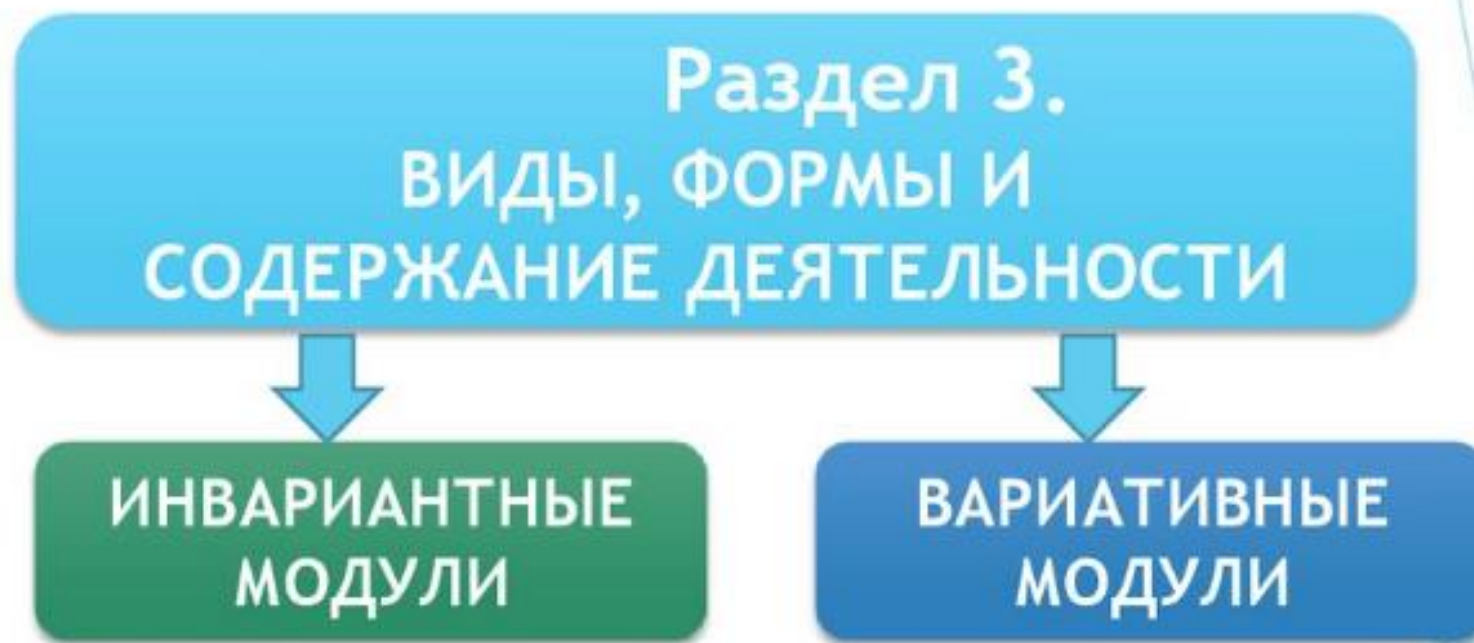 Раздел 3.
ВИДЫ, ФОРМЫ И
СОДЕРЖАНИЕ ДЕЯТЕЛЬНОСТИ
ИНВАРИАНТНЫЕ
МОДУЛИ
ВАРИАТИВНЫЕ
МОДУЛИ